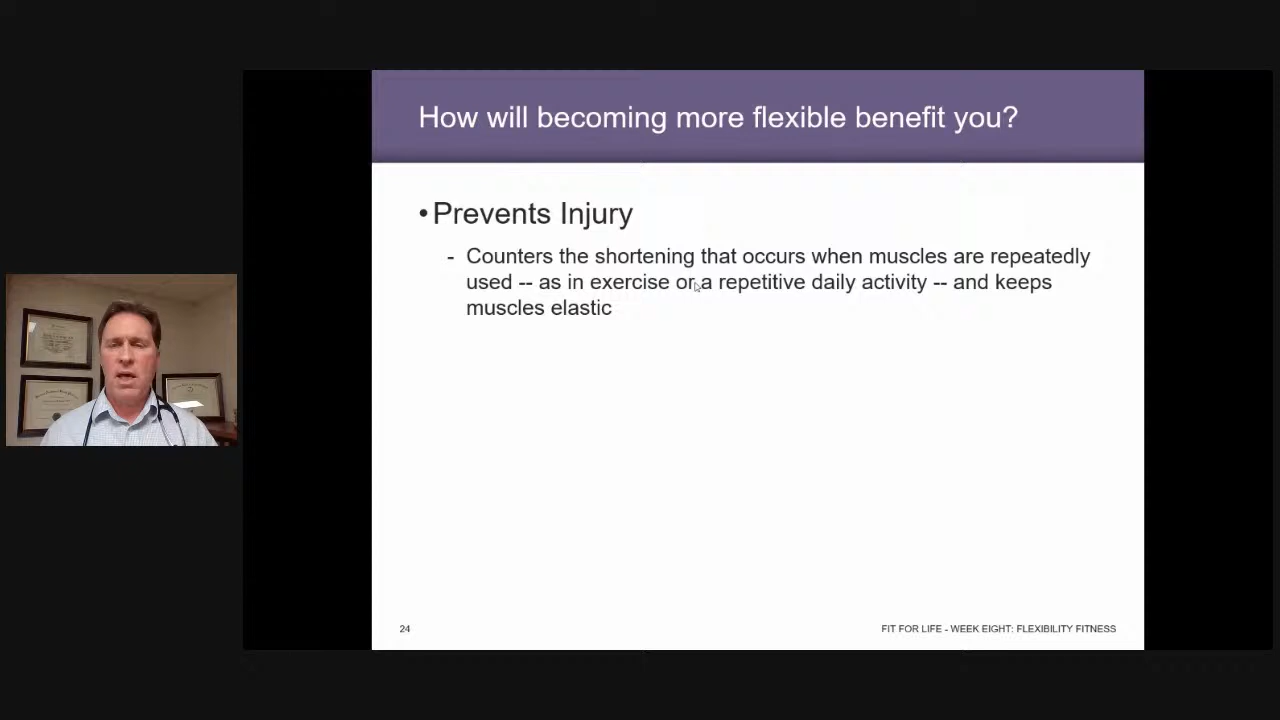 How will becoming more flexible benefit you?
•Prevents Injury
- Counters the shortening that occurs when muscles are repeatedly
used -- as in exercise or a repetitive daily activity -- and keeps
muscles elastic
24
FIT FOR LIFE - WEEK EIGHT: FLEXIBILITY FITNESS